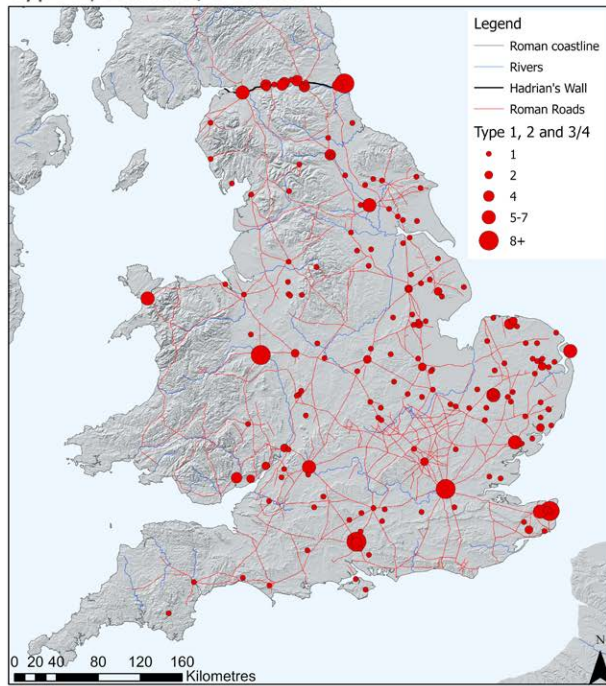 Legend
Roman coastline
Rivers
Hadrian's Wall
Roman Roads
Type 1, 2 and 3/4
1
2
4
5-7
8+
N
0 20 40 80 120 160
Kilometres